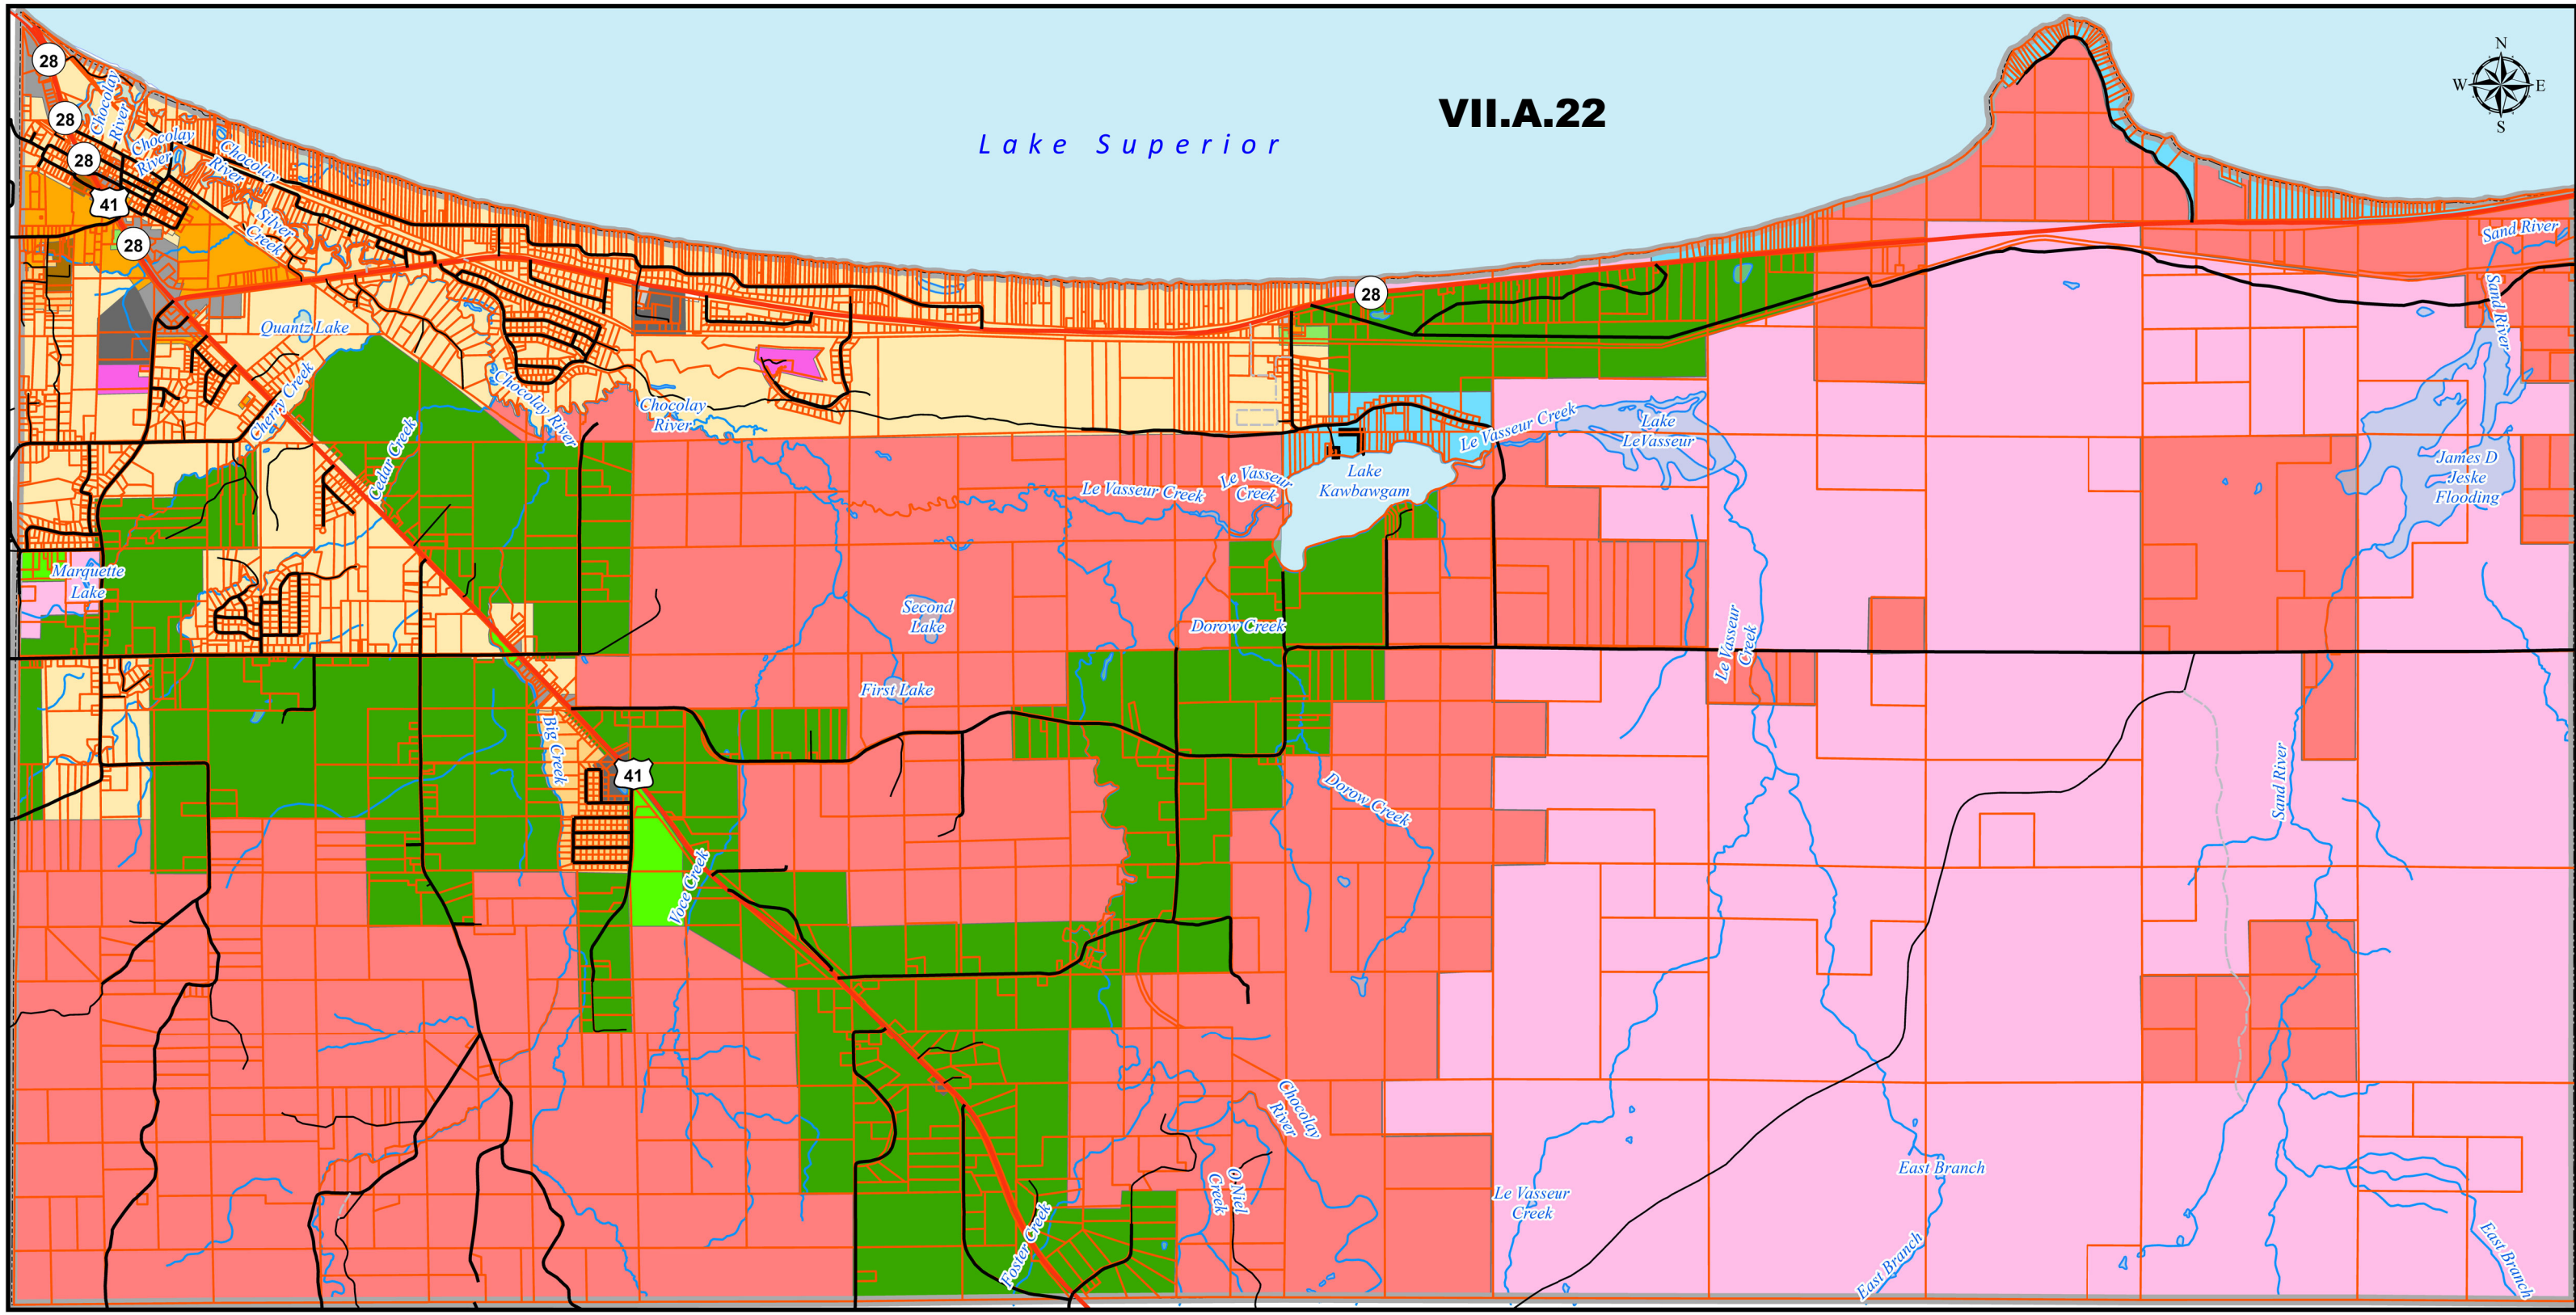 28
28
28
41
28
Chocolay
River
Chocolay
River
Chocolay
River
Silver
Creek
VII.A.22
Lake Superior
N
W
E
S
28
Sand River
Sand River
Quantz Lake
Cherry Creek
Cedar Creek
Chocolay River
Chocolay
River
Le Vasseur Creek
Le Vasseur
Creek
Lake
Kawbawgam
Le Vasseur Creek
Lake
LeVasseur
James D
Jeske
Flooding
Marquette
Lake
Second
Lake
Dorow Creek
Le Vasseur
Creek
First Lake
Big Creek
41
Dorow Creek
Sand River
Voce Creek
Chocolay
River
O.Niel
Creek
Foster Creek
Le Vasseur
Creek
East Branch
East Branch
East Branch